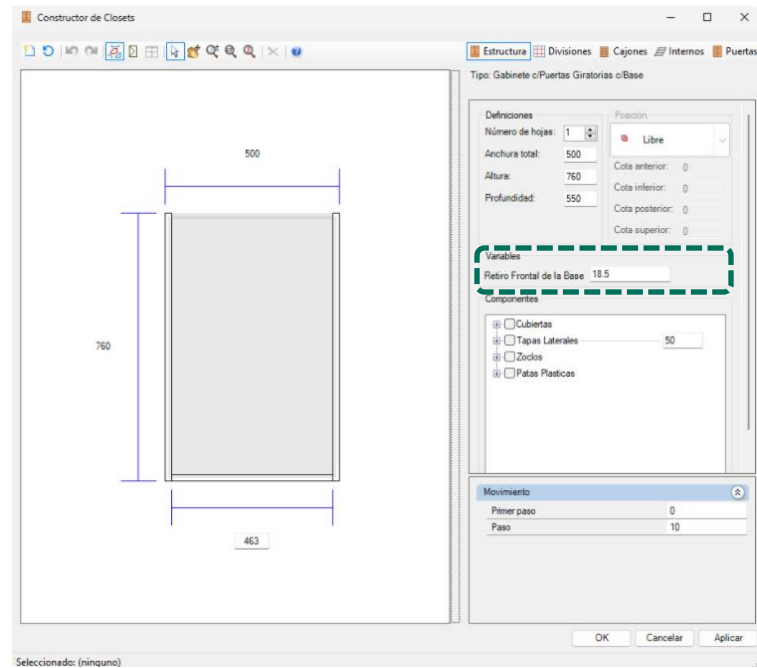 Constructor de Closets
Estructura Divisiones Cajones Internos Puertas
Tipo: Gabinete c/Puertas Giratorias c/Base
Definiciones
Número de hojas: 1
Anchura total: 500
Altura: 760
Profundidad: 550
Posición
Libre
Cota anterior: 0
Cota inferior: 0
Cota posterior: 0
Cota superior: 0
Variables
Retiro Frontal de la Base 18.5
Componentes
Cubiertas
Tapas Laterales 50
Zoclos
Patas Plasticas
500
760
463
Movimiento
Primer paso 0
Paso 10
OK Cancelar Aplicar
Seleccionado: (ninguno)